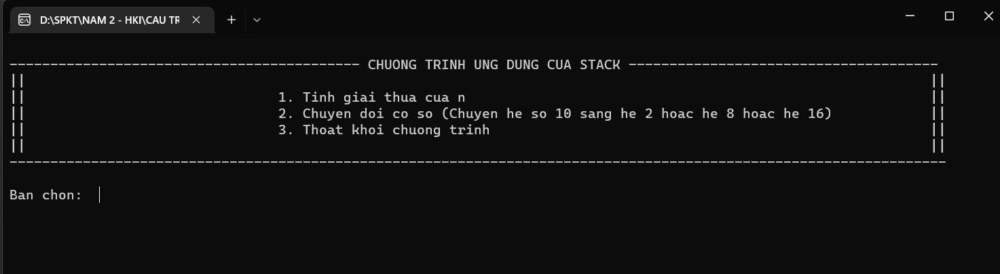 D:\SPKT\NAM 2 - HKI\CAU TR
------------------------------------------- CHUONG TRINH UNG DUNG CUA STACK --------------------------------------
|| ||
|| 1. Tinh giai thua cua n ||
|| 2. Chuyen doi co so (Chuyen he so 10 sang he 2 hoac he 8 hoac he 16) ||
|| 3. Thoat khoi chuong trinh ||
|| ||
-------------------------------------------------------------------------------------------------------------------
Ban chon: